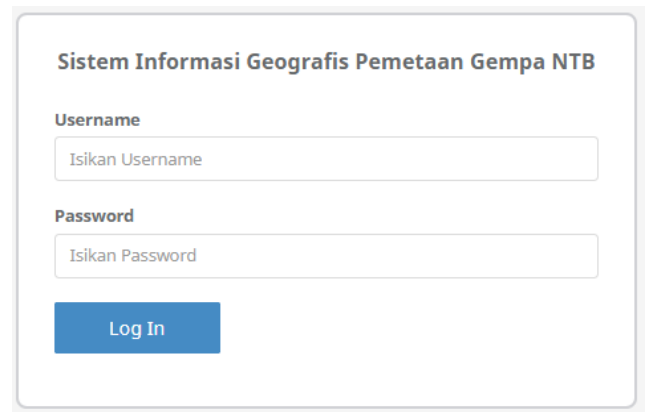 Sistem Informasi Geografis Pemetaan Gempa NTB
Username
Isikan Username
Password
Isikan Password
Log In